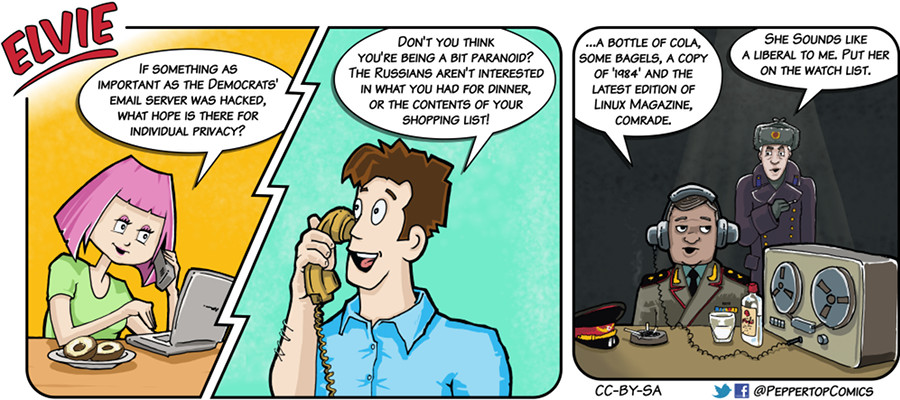 ELVIE
If something as
important as the Democrats'
email server was hacked,
what hope is there for
individual privacy?
Don't you think
you're being a bit paranoid?
The Russians aren't interested
in what you had for dinner,
or the contents of your
shopping list!
...a bottle of cola,
some bagels, a copy
of '1984' and the
latest edition of
Linux Magazine,
comrade.
She Sounds like
a liberal to me. Put her
on the watch list.
CC-BY-SA
@PeppertopComics